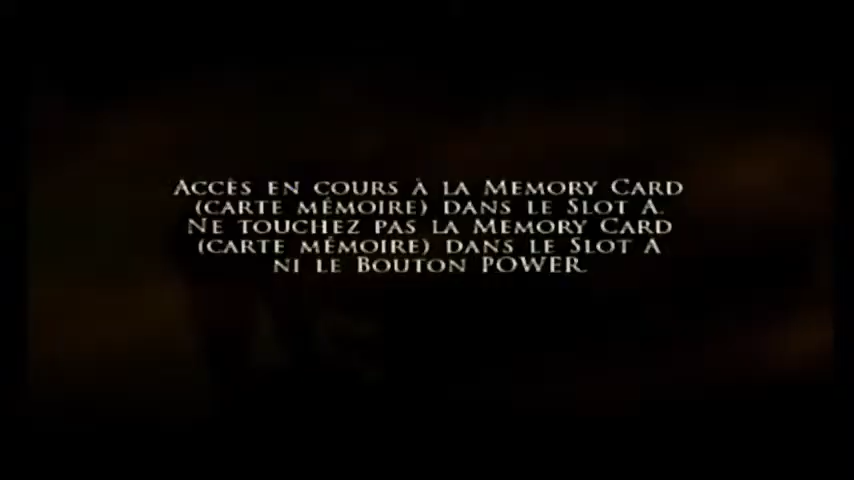 Accès en cours à la Memory Card
(carte mémoire) dans le Slot A.
Ne touchez pas la Memory Card
(carte mémoire) dans le Slot A
ni le Bouton POWER.